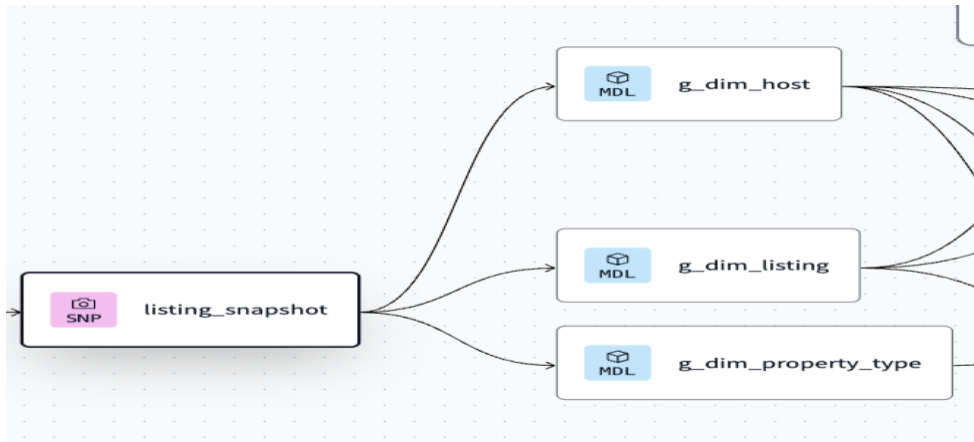 MDL
g_dim_host
MDL
g_dim_listing
SNP
listing_snapshot
MDL
g_dim_property_type